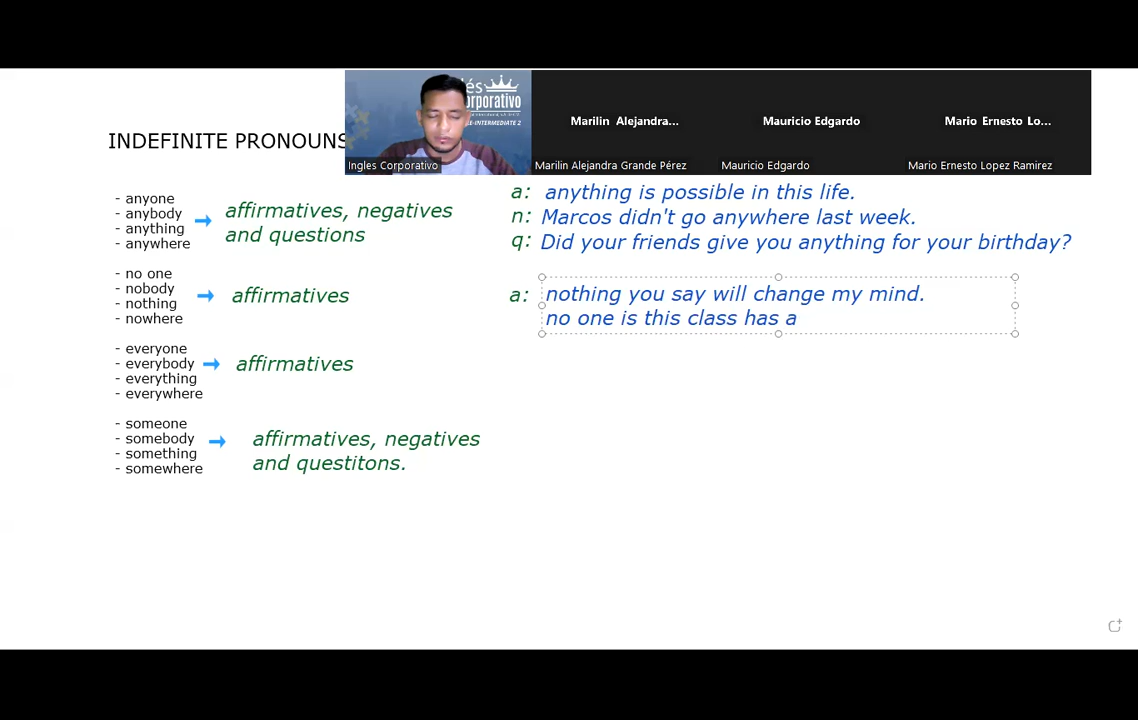 és
orporativo
E-INTERMEDIATE 2
Ingles Corporativo
Marilin Alejandra...
Marilin Alejandra Grande Pérez
Mauricio Edgardo
Mauricio Edgardo
Mario Ernesto Lo...
Mario Ernesto Lopez Ramirez
INDEFINITE PRONOUNS
- anyone
- anybody
- anything
- anywhere
affirmatives, negatives
and questions
a: anything is possible in this life.
n: Marcos didn't go anywhere last week.
q: Did your friends give you anything for your birthday?
- no one
- nobody
- nothing
- nowhere
affirmatives
a: nothing you say will change my mind.
no one is this class has a
- everyone
- everybody
- everything
- everywhere
affirmatives
- someone
- somebody
- something
- somewhere
affirmatives, negatives
and questitons.